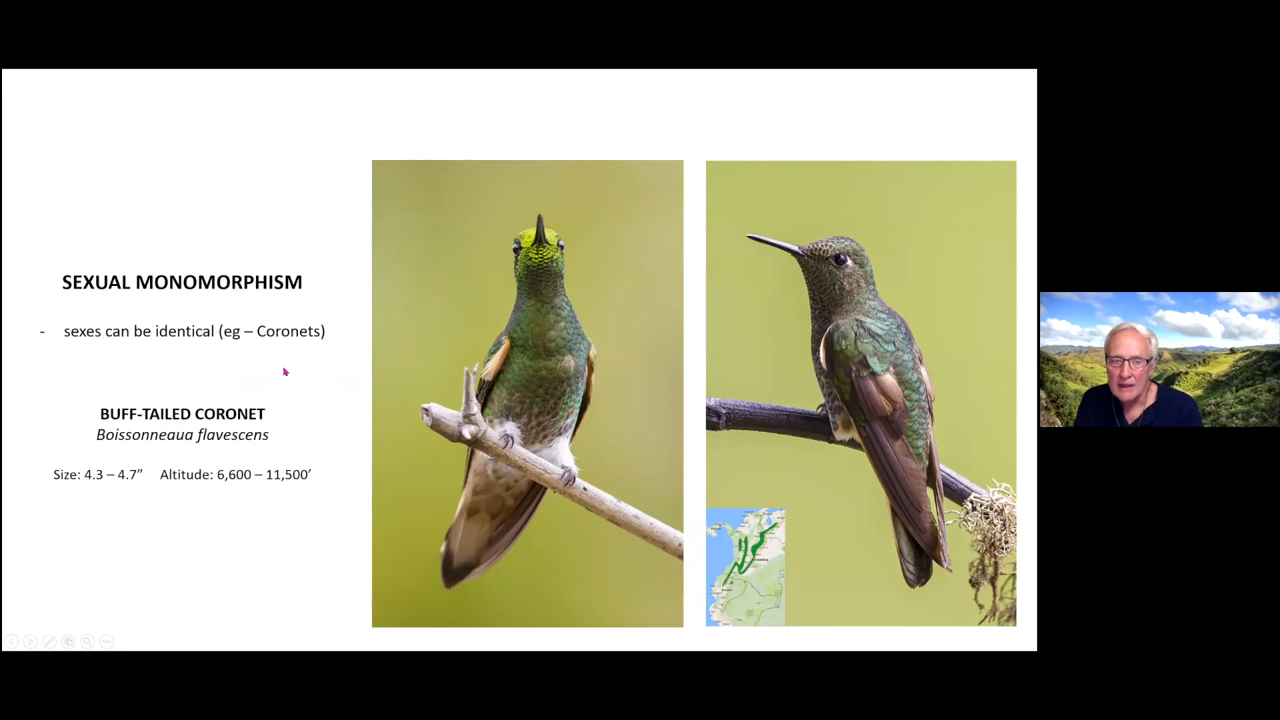 SEXUAL MONOMORPHISM
- sexes can be identical (eg – Coronets)
BUFF-TAILED CORONET
Boissonneaua flavescens
Size: 4.3 – 4.7” Altitude: 6,600 – 11,500’